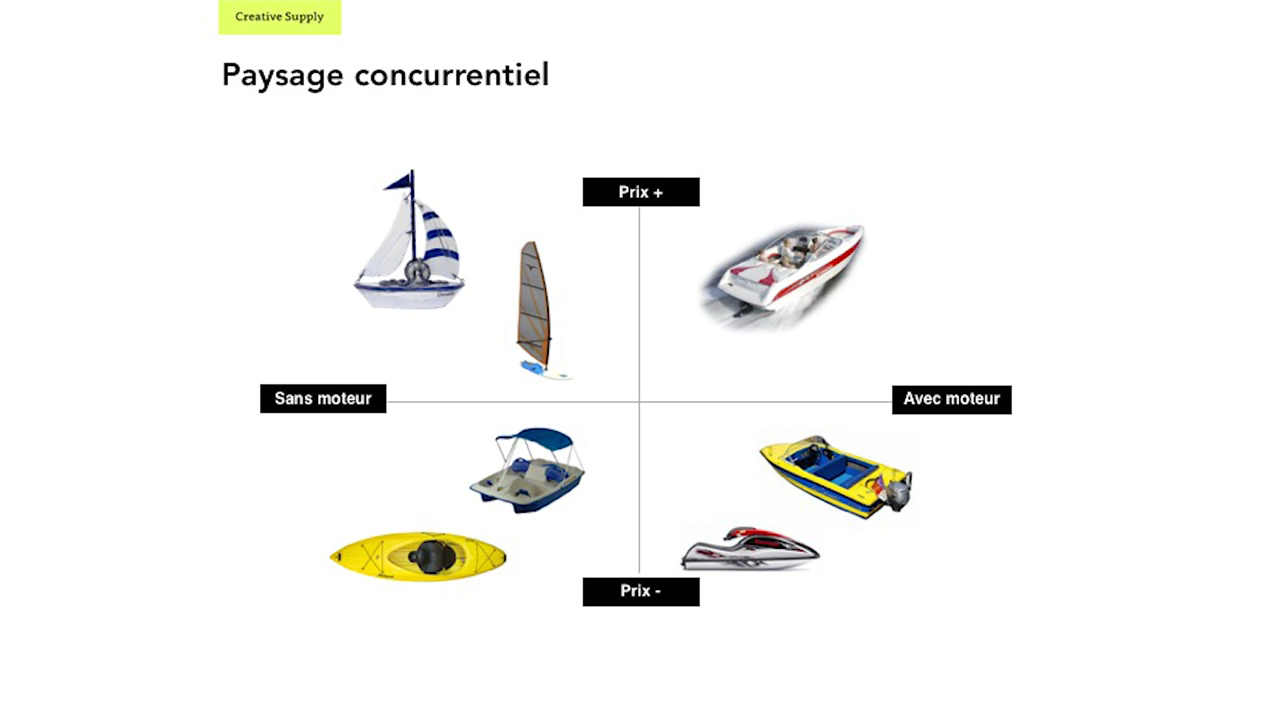 Creative Supply
Paysage concurrentiel
Prix +
Sans moteur
Avec moteur
Prix -